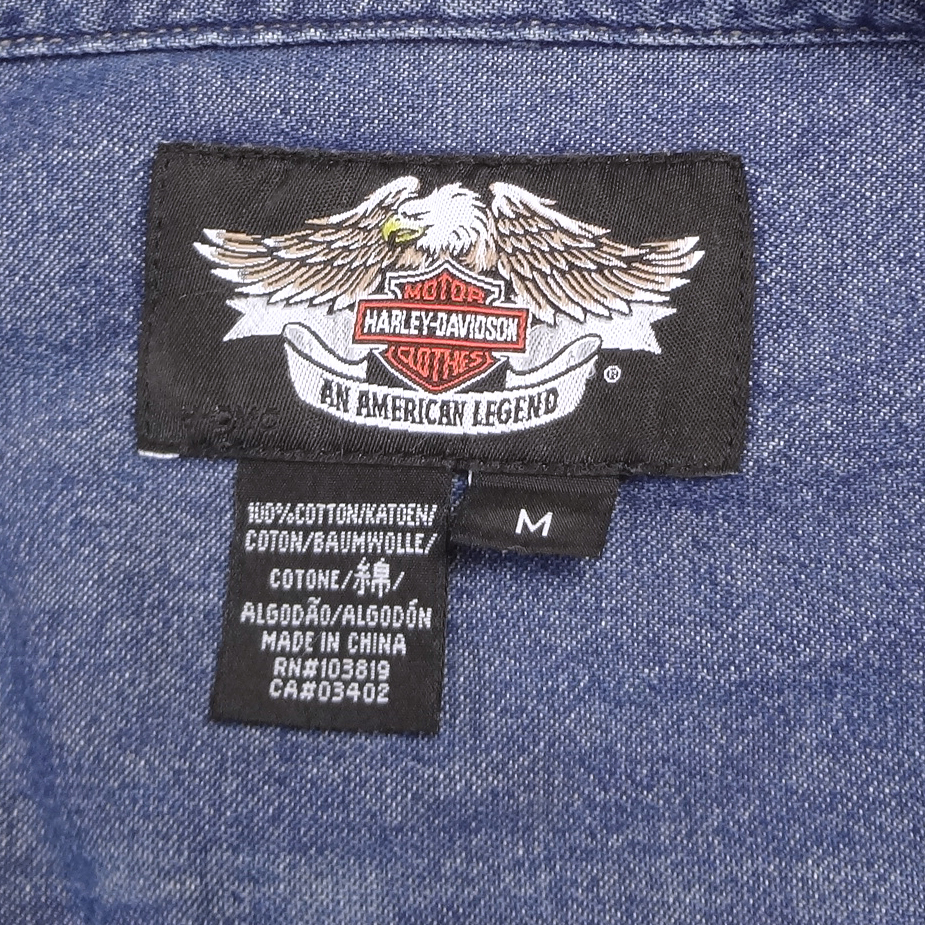 MOTOR
HARLEY-DAVIDSON
CLOTHES
®
AN AMERICAN LEGEND
100%COTTON/KATOEN/
COTON/BAUMWOLLE/
COTONE/綿/
ALGODÃO/ALGODÓN
MADE IN CHINA
RN#103819
CA#03402
M